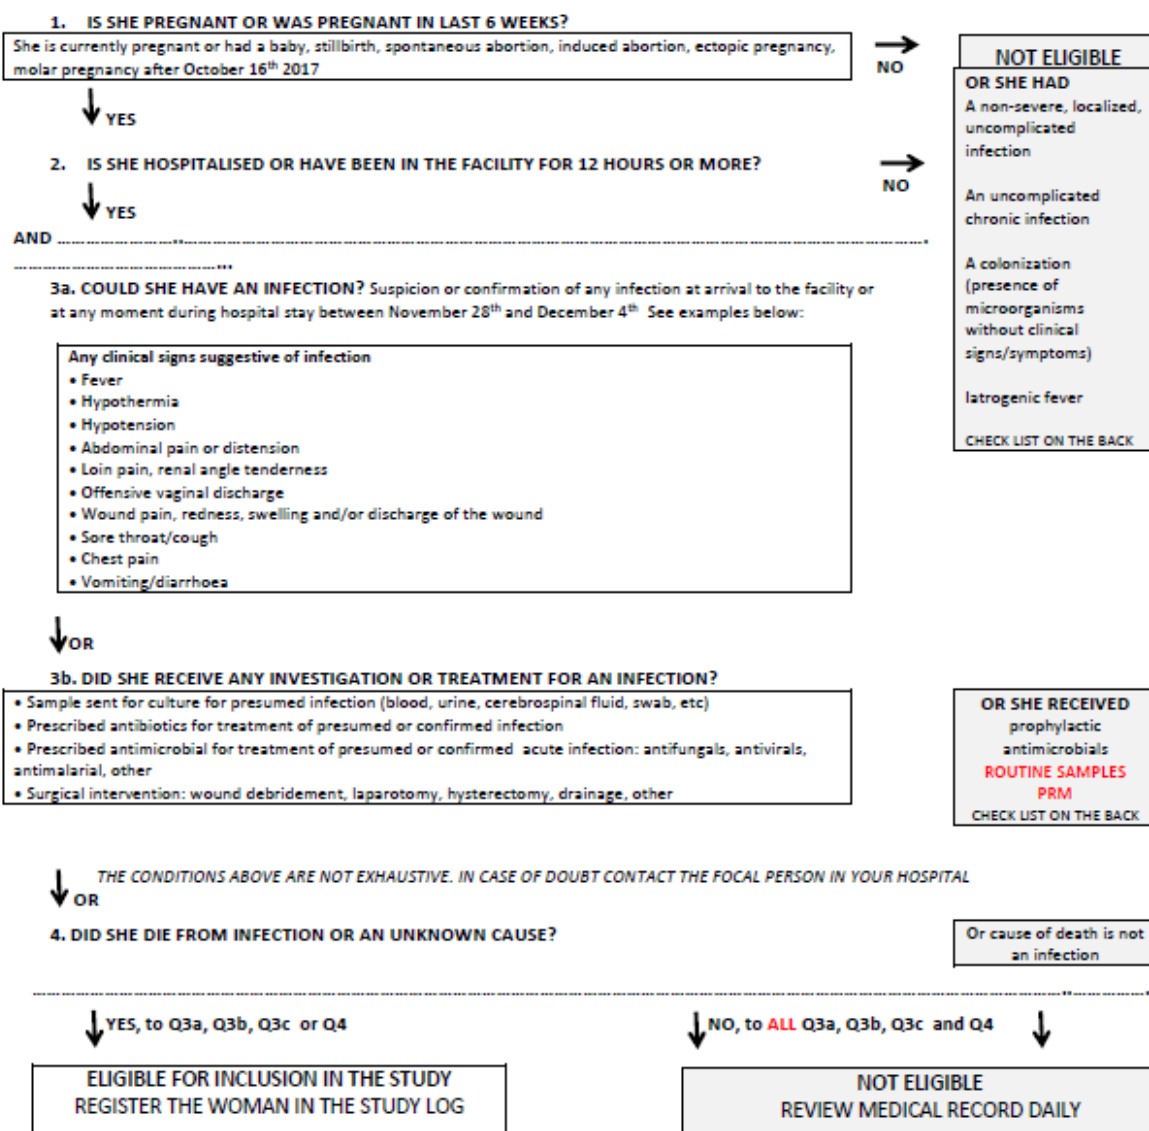 1. IS SHE PREGNANT OR WAS PREGNANT IN LAST 6 WEEKS?
She is currently pregnant or had a baby, stillbirth, spontaneous abortion, induced abortion, ectopic pregnancy,
molar pregnancy after October 16th 2017
NO
NOT ELIGIBLE
YES
2. IS SHE HOSPITALISED OR HAVE BEEN IN THE FACILITY FOR 12 HOURS OR MORE?
NO
YES
OR SHE HAD
A non-severe, localized,
uncomplicated
infection
An uncomplicated
chronic infection
A colonization
(presence of
microorganisms
without clinical
signs/symptoms)
Iatrogenic fever
CHECK LIST ON THE BACK
AND ................................................................................
................................
3a. COULD SHE HAVE AN INFECTION? Suspicion or confirmation of any infection at arrival to the facility or
at any moment during hospital stay between November 28th and December 4th See examples below:
Any clinical signs suggestive of infection
• Fever
• Hypothermia
• Hypotension
• Abdominal pain or distension
• Loin pain, renal angle tenderness
• Offensive vaginal discharge
• Wound pain, redness, swelling and/or discharge of the wound
• Sore throat/cough
• Chest pain
• Vomiting/diarrhoea
OR
3b. DID SHE RECEIVE ANY INVESTIGATION OR TREATMENT FOR AN INFECTION?
• Sample sent for culture for presumed infection (blood, urine, cerebrospinal fluid, swab, etc)
• Prescribed antibiotics for treatment of presumed or confirmed infection
• Prescribed antimicrobial for treatment of presumed or confirmed acute infection: antifungals, antivirals,
antimalarial, other
• Surgical intervention: wound debridement, laparotomy, hysterectomy, drainage, other
OR SHE RECEIVED
prophylactic
antimicrobials
ROUTINE SAMPLES
PRM
CHECK LIST ON THE BACK
THE CONDITIONS ABOVE ARE NOT EXHAUSTIVE. IN CASE OF DOUBT CONTACT THE FOCAL PERSON IN YOUR HOSPITAL
OR
4. DID SHE DIE FROM INFECTION OR AN UNKNOWN CAUSE?
Or cause of death is not
an infection
YES, to Q3a, Q3b, Q3c or Q4
NO, to ALL Q3a, Q3b, Q3c and Q4
ELIGIBLE FOR INCLUSION IN THE STUDY
REGISTER THE WOMAN IN THE STUDY LOG
NOT ELIGIBLE
REVIEW MEDICAL RECORD DAILY